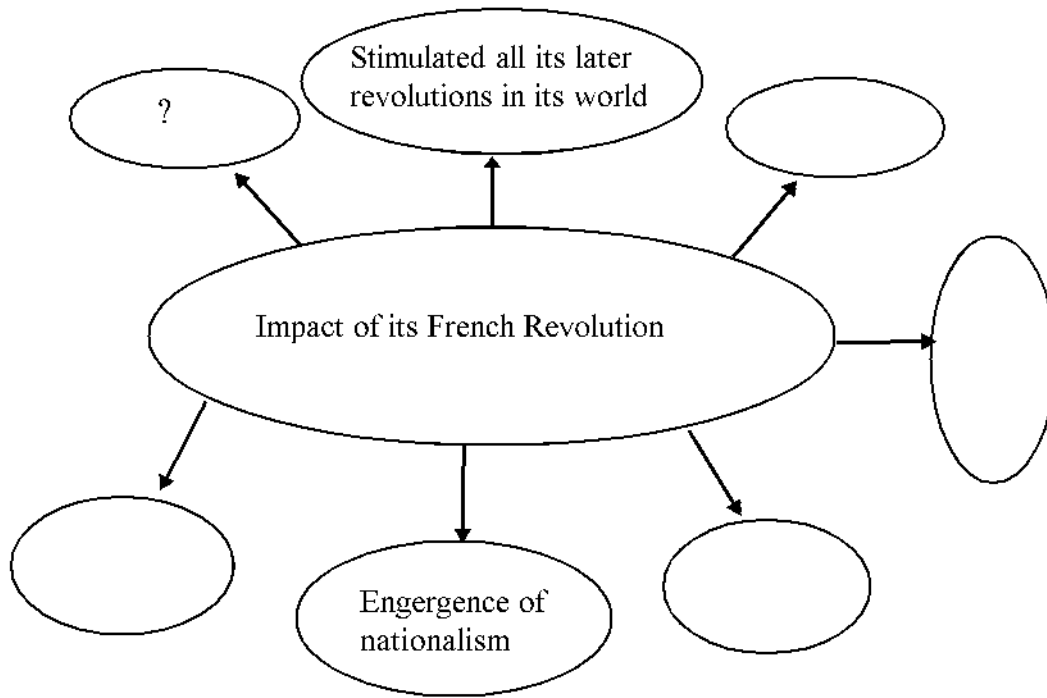 Stimulated all its later
revolutions in its world
?
Impact of its French Revolution
Engergence of
nationalism